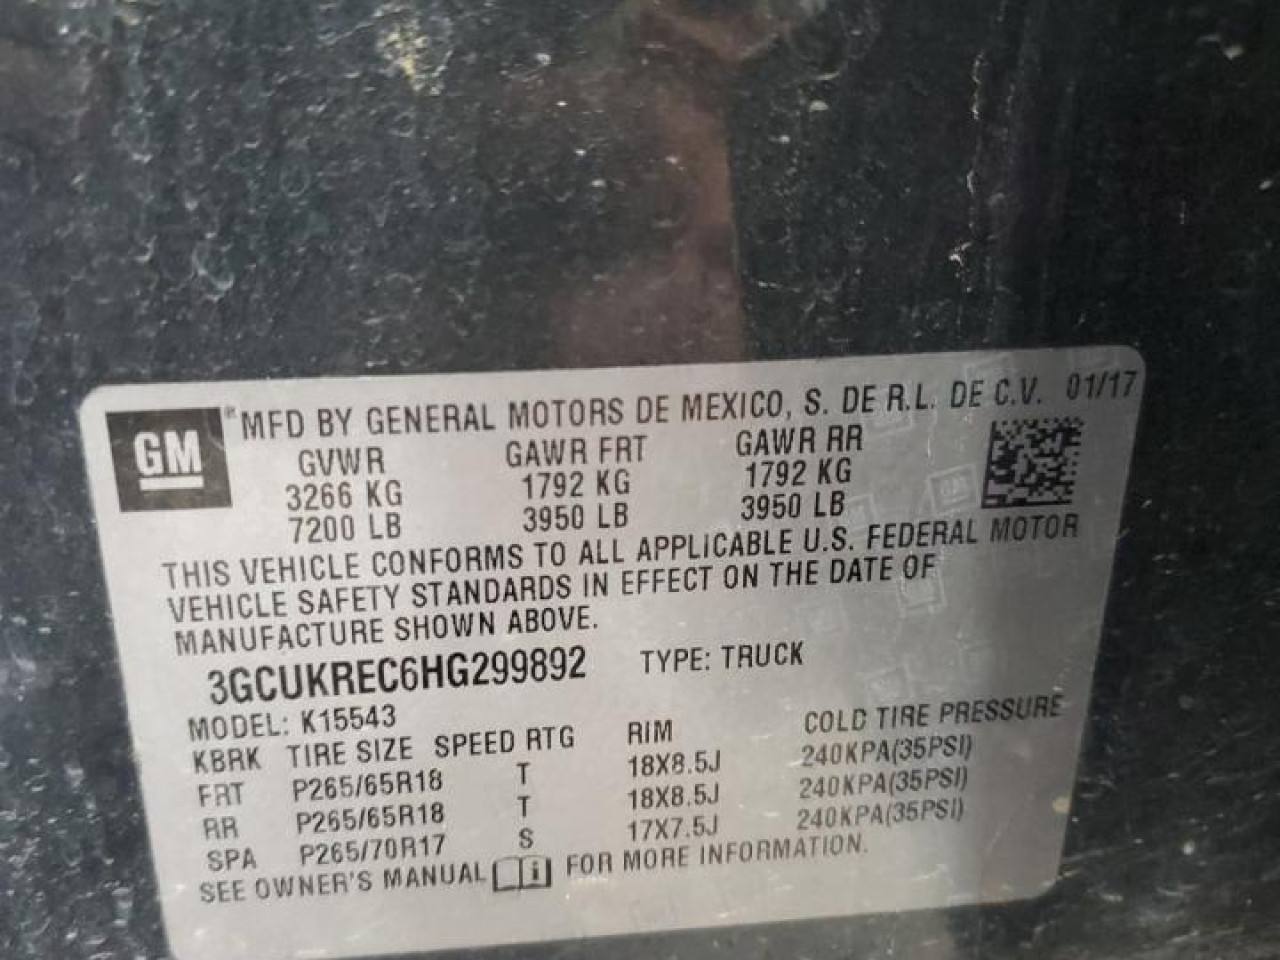 GM ® MFD BY GENERAL MOTORS DE MEXICO, S. DE R.L. DE C.V. 01/17
GVWR GAWR FRT GAWR RR
3266 KG 1792 KG 1792 KG
7200 LB 3950 LB 3950 LB
THIS VEHICLE CONFORMS TO ALL APPLICABLE U.S. FEDERAL MOTOR
VEHICLE SAFETY STANDARDS IN EFFECT ON THE DATE OF
MANUFACTURE SHOWN ABOVE.
3GCUKREC6HG299892 TYPE: TRUCK
MODEL: K15543
KBRK TIRE SIZE SPEED RTG RIM COLD TIRE PRESSURE
FRT P265/65R18 T 18X8.5J 240KPA(35PSI)
RR P265/65R18 T 18X8.5J 240KPA(35PSI)
SPA P265/70R17 S 17X7.5J 240KPA(35PSI)
SEE OWNER'S MANUAL FOR MORE INFORMATION.